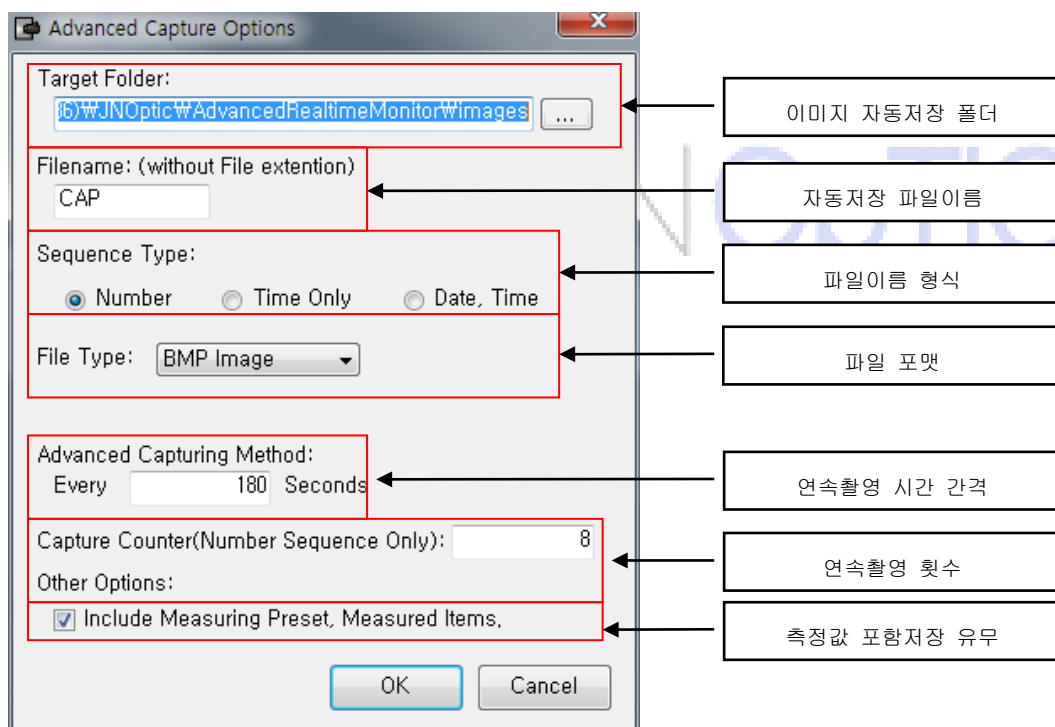 Advanced Capture Options
Target Folder:
86)₩JNOptic₩AdvancedRealtimeMonitor₩Images
...
이미지 자동저장 폴더
Filename: (without File extention)
CAP
자동저장 파일이름
NOPTIC
Sequence Type:
Number Time Only Date, Time
파일이름 형식
File Type: BMP Image
파일 포맷
Advanced Capturing Method:
Every 180 Seconds
연속촬영 시간 간격
Capture Counter(Number Sequence Only): 8
연속촬영 횟수
Other Options:
Include Measuring Preset, Measured Items,
측정값 포함저장 유무
OK Cancel